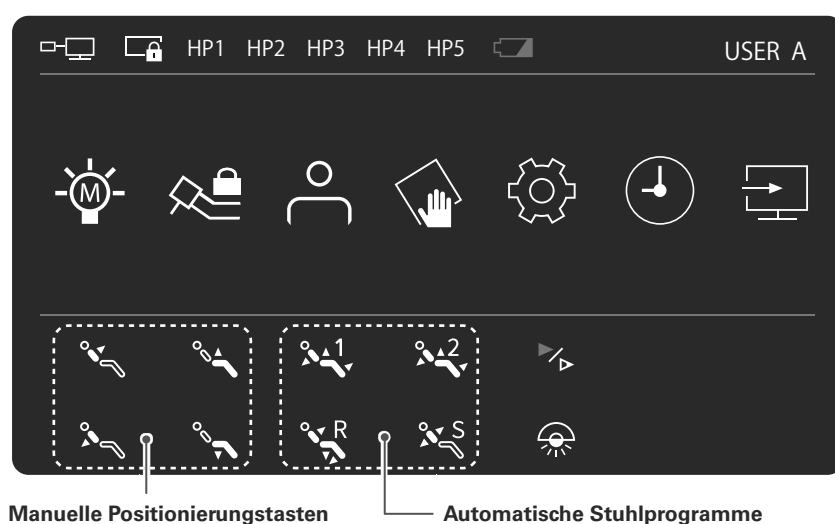 HP1 HP2 HP3 HP4 HP5 USER A
M
1 2
R S
Manuelle Positionierungstasten Automatische Stuhlprogramme